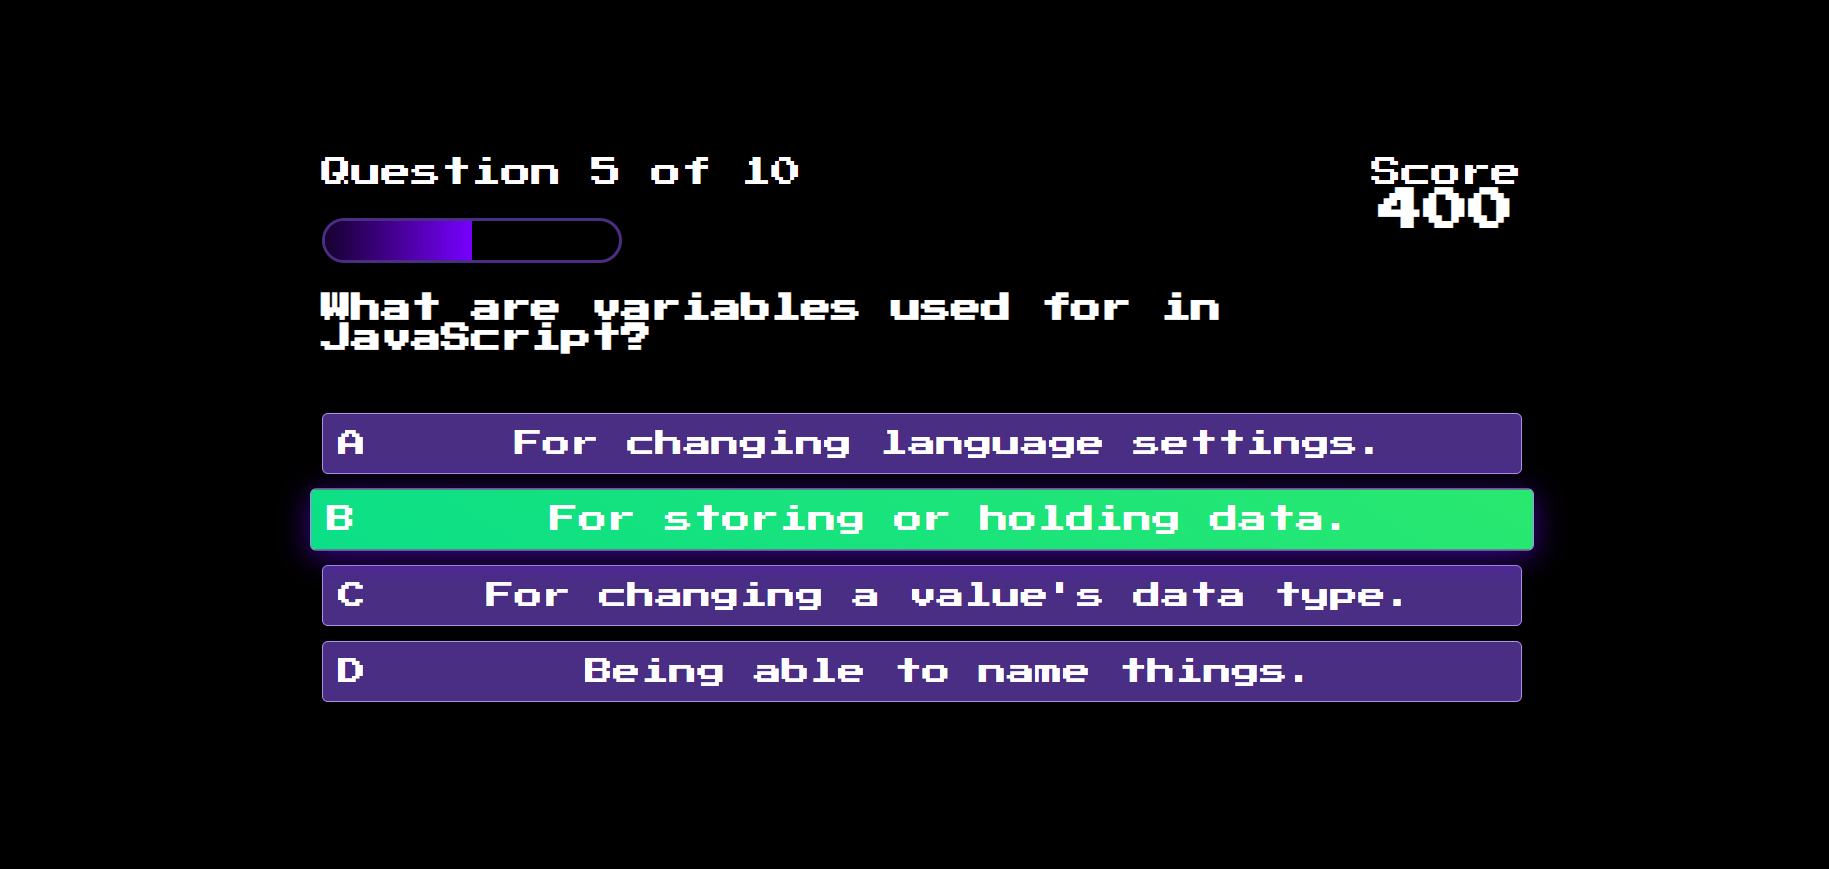 Question 5 of 10
Score
400
What are variables used for in
JavaScript?
A For changing language settings.
B For storing or holding data.
C For changing a value's data type.
D Being able to name things.